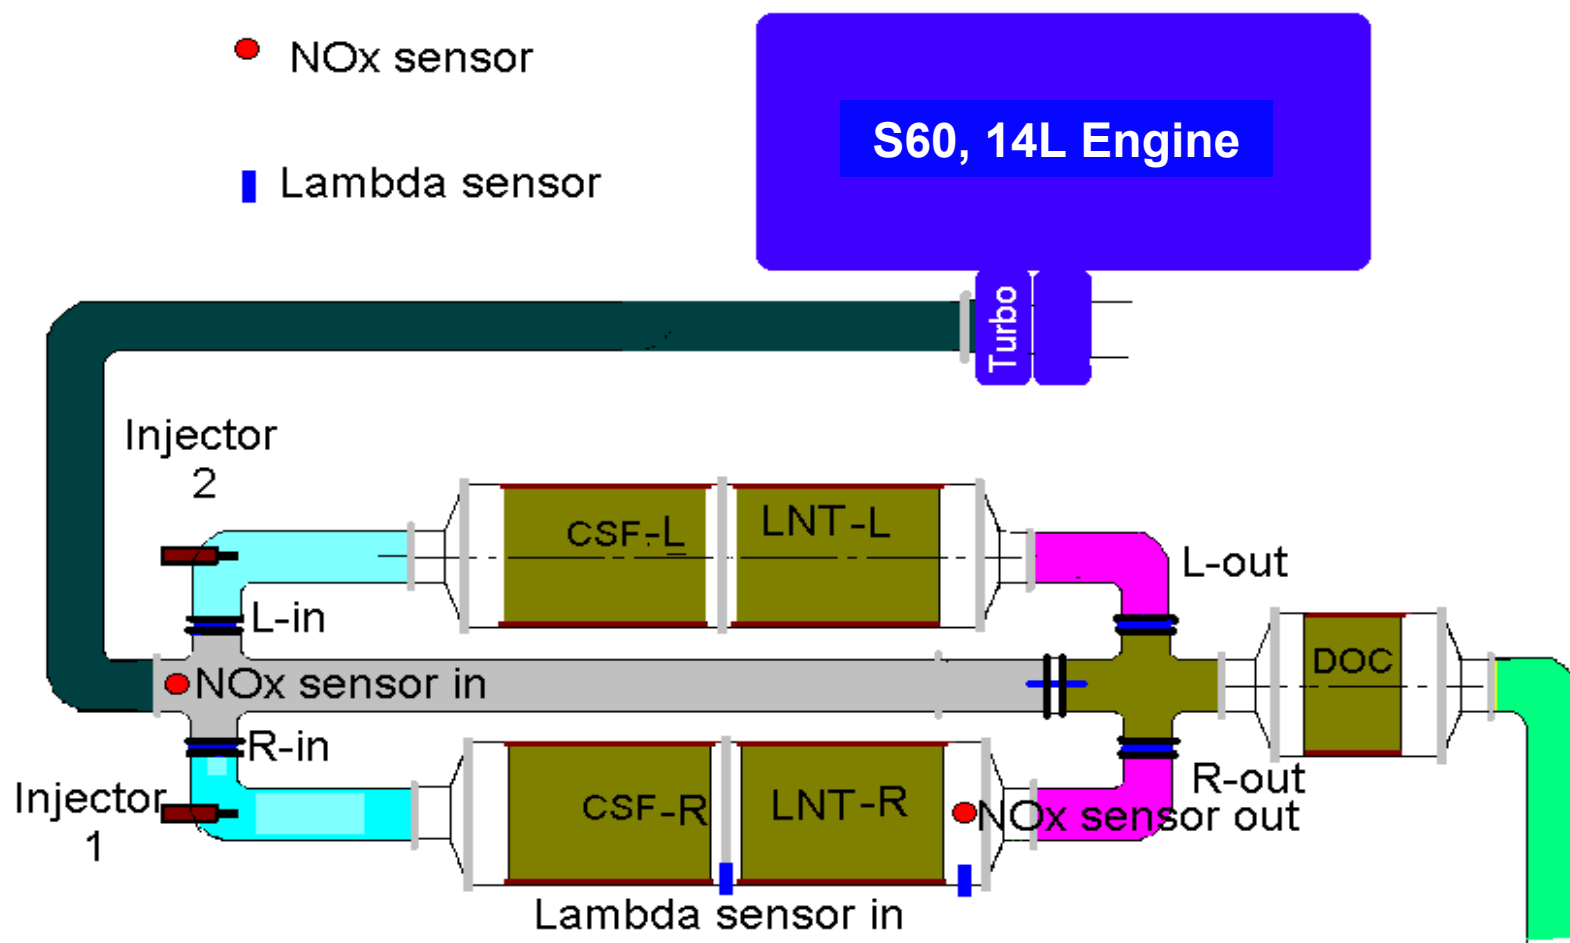 NOx sensor
S60, 14L Engine
Lambda sensor
Turbo
Injector
2
CSF-L
LNT-L
L-out
L-in
NOx sensor in
DOC
R-in
R-out
Injector
1
CSF-R
LNT-R
NOx sensor out
Lambda sensor in